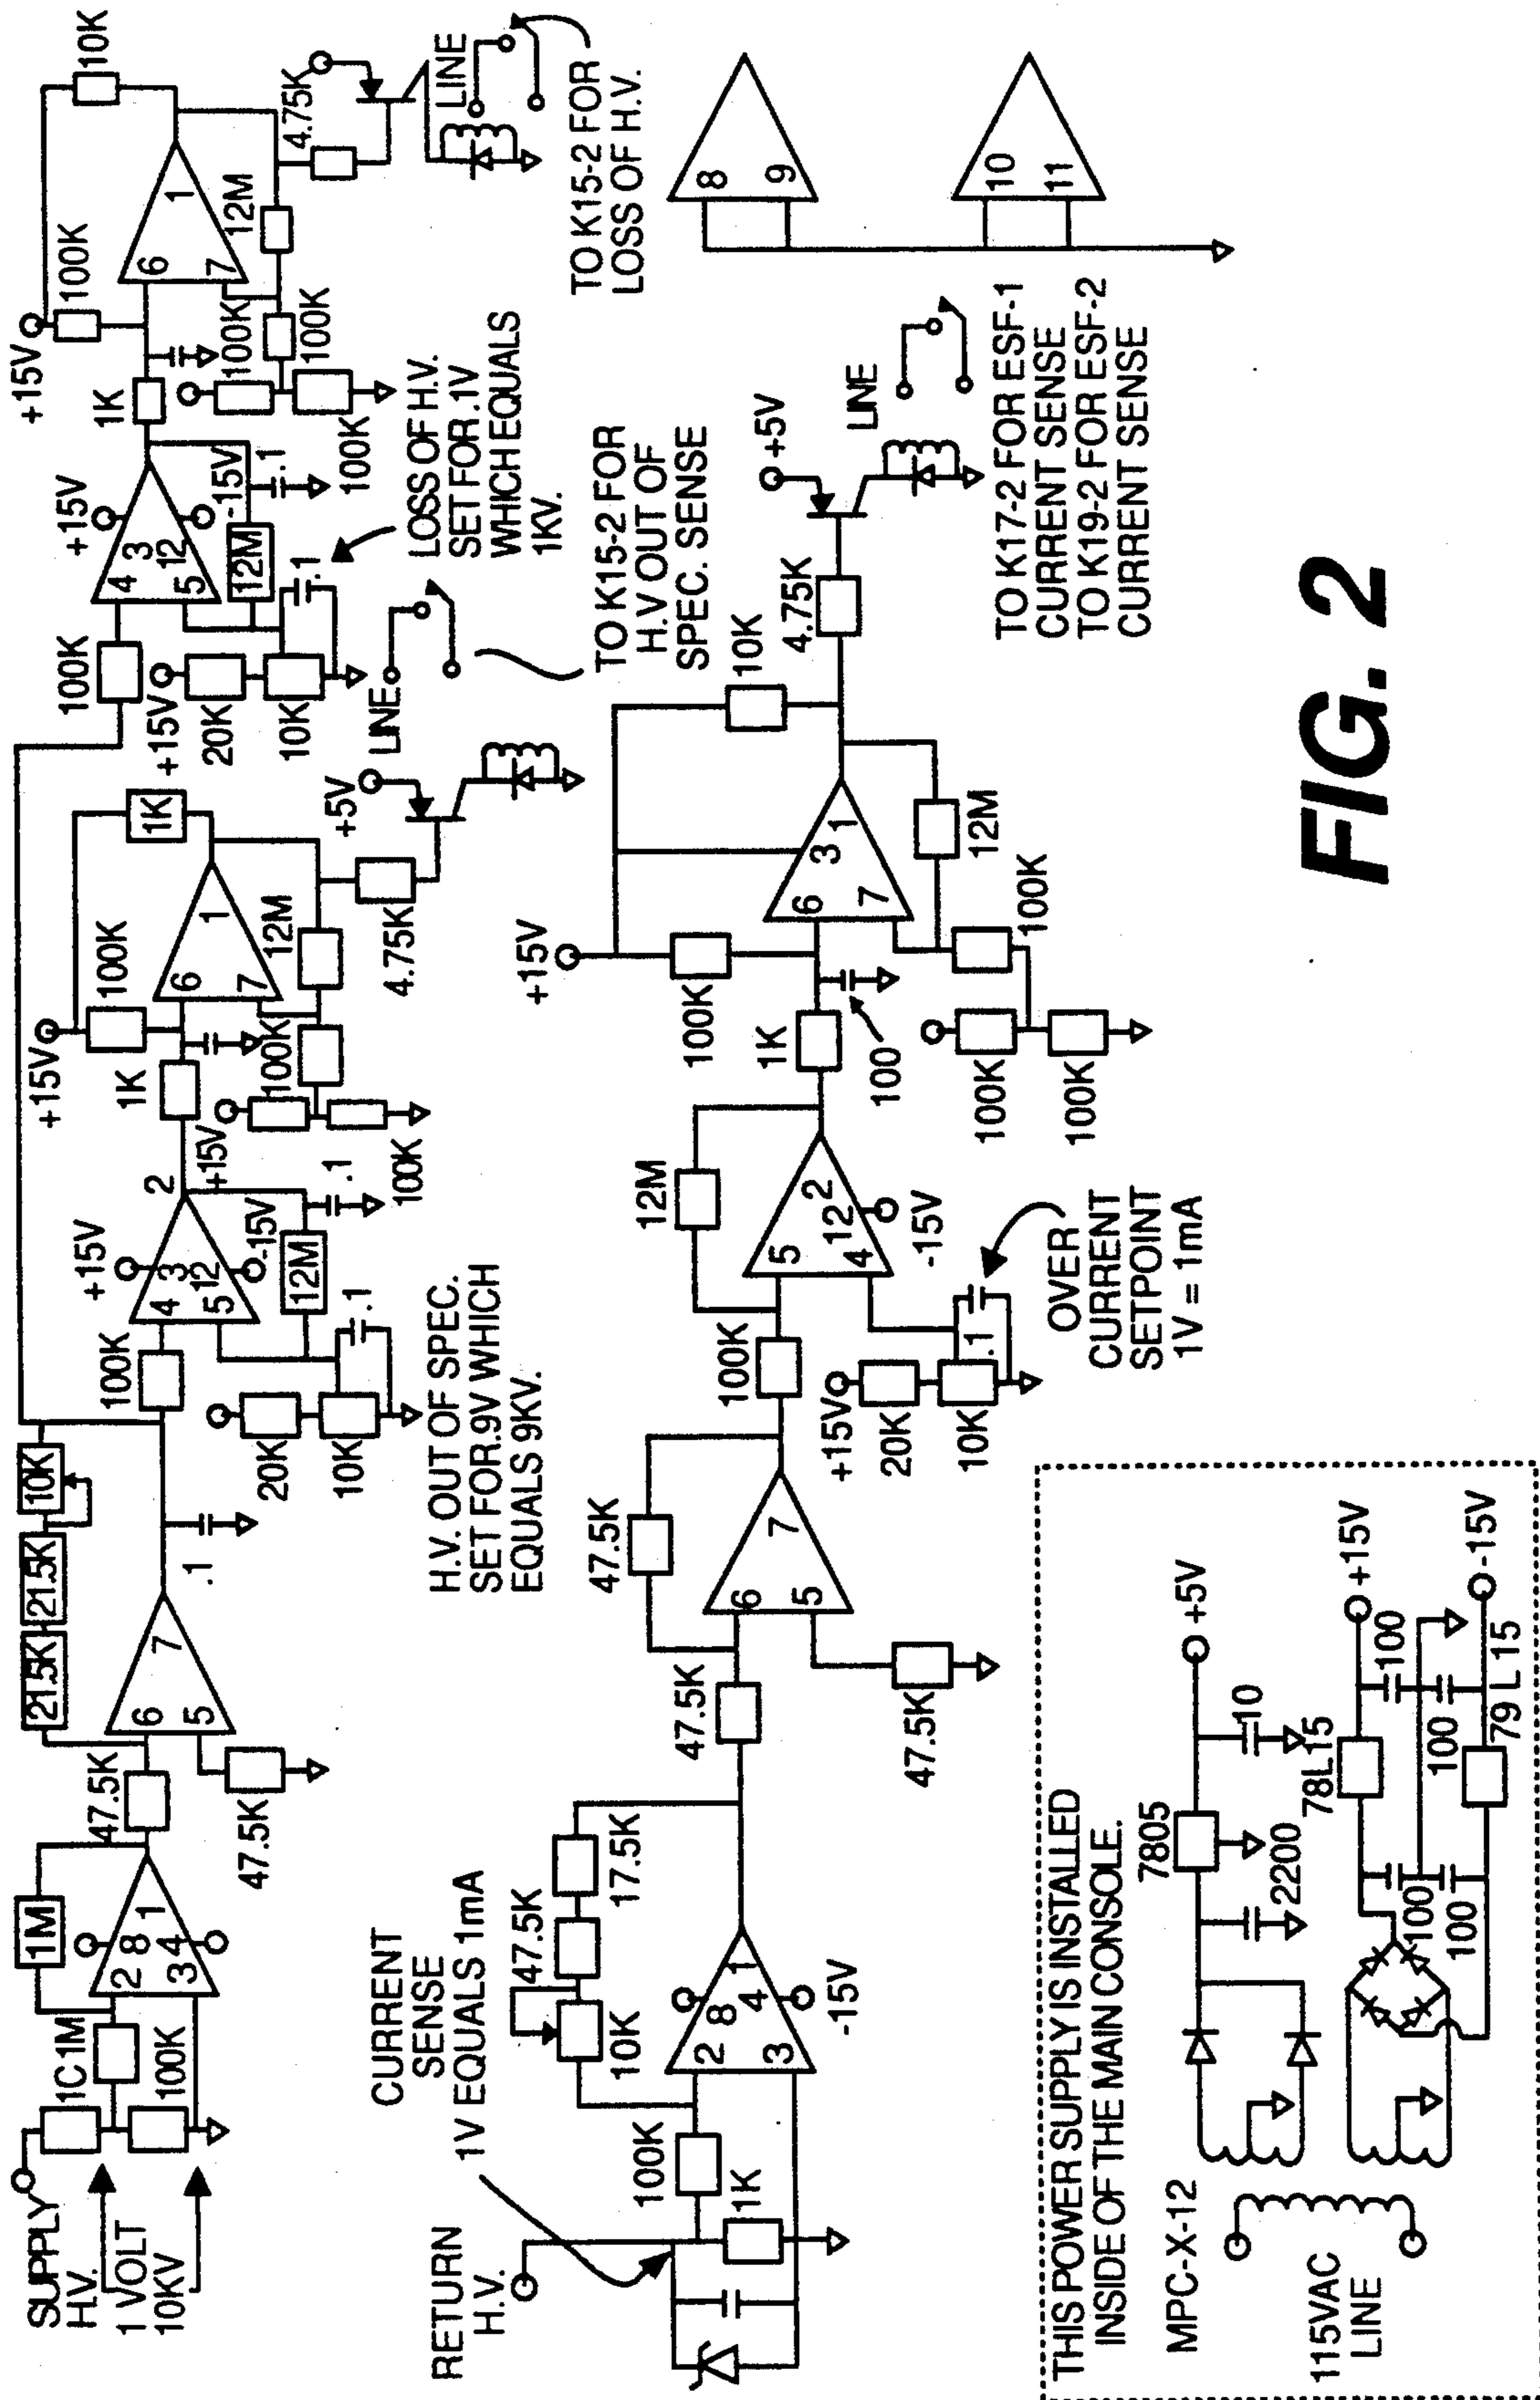 SUPPLY
H.V.
1 VOLT
10KV
1C1M
100K
1M
2
3
8
4
1
47.5K
47.5K
6
5
7
21.5K
21.5K
10K
.1
100K
20K
10K
.1
4
5
3
12
2
+15V
-15V
12M
.1
H.V. OUT OF SPEC.
SET FOR.9V WHICH
EQUALS 9KV.
1K
+15V
100K
+15V
100K
100K
6
7
1
12M
1K
4.75K
+5V
LINE
TO K15-2 FOR
H.V OUT OF
SPEC. SENSE
100K
+15V
20K
10K
.1
4
5
3
12
+15V
-15V
12M
.1
LOSS OF H.V.
SET FOR .1V
WHICH EQUALS
1KV.
1K
+15V
100K
100K
100K
100K
6
7
1
12M
10K
4.75K
LINE
TO K15-2 FOR
LOSS OF H.V.
8
9
10
11
RETURN
H.V.
CURRENT
SENSE
1V EQUALS 1mA
100K
1K
2
3
8
4
1
-15V
10K
47.5K
17.5K
47.5K
47.5K
6
5
7
47.5K
100K
+15V
20K
10K
.1
5
4
12
2
12M
-15V
OVER
CURRENT
SETPOINT
1V = 1mA
1K
100
+15V
100K
6
7
3
1
100K
100K
100K
12M
10K
4.75K
+5V
LINE
TO K17-2 FOR ESF-1
CURRENT SENSE
TO K19-2 FOR ESF-2
CURRENT SENSE
THIS POWER SUPPLY IS INSTALLED
INSIDE OF THE MAIN CONSOLE.
MPC-X-12
115VAC
LINE
7805
2200
10
+5V
78L15
100
100
100
100
79 L 15
+15V
-15V
FIG. 2